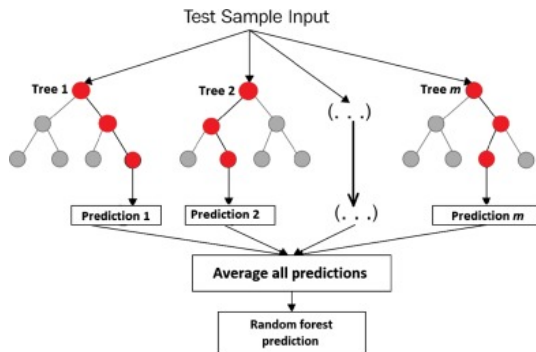 Test Sample Input
Tree 1
Tree 2
(. . .)
Tree m
Prediction 1
Prediction 2
(. . .)
Prediction m
Average all predictions
Random forest
prediction